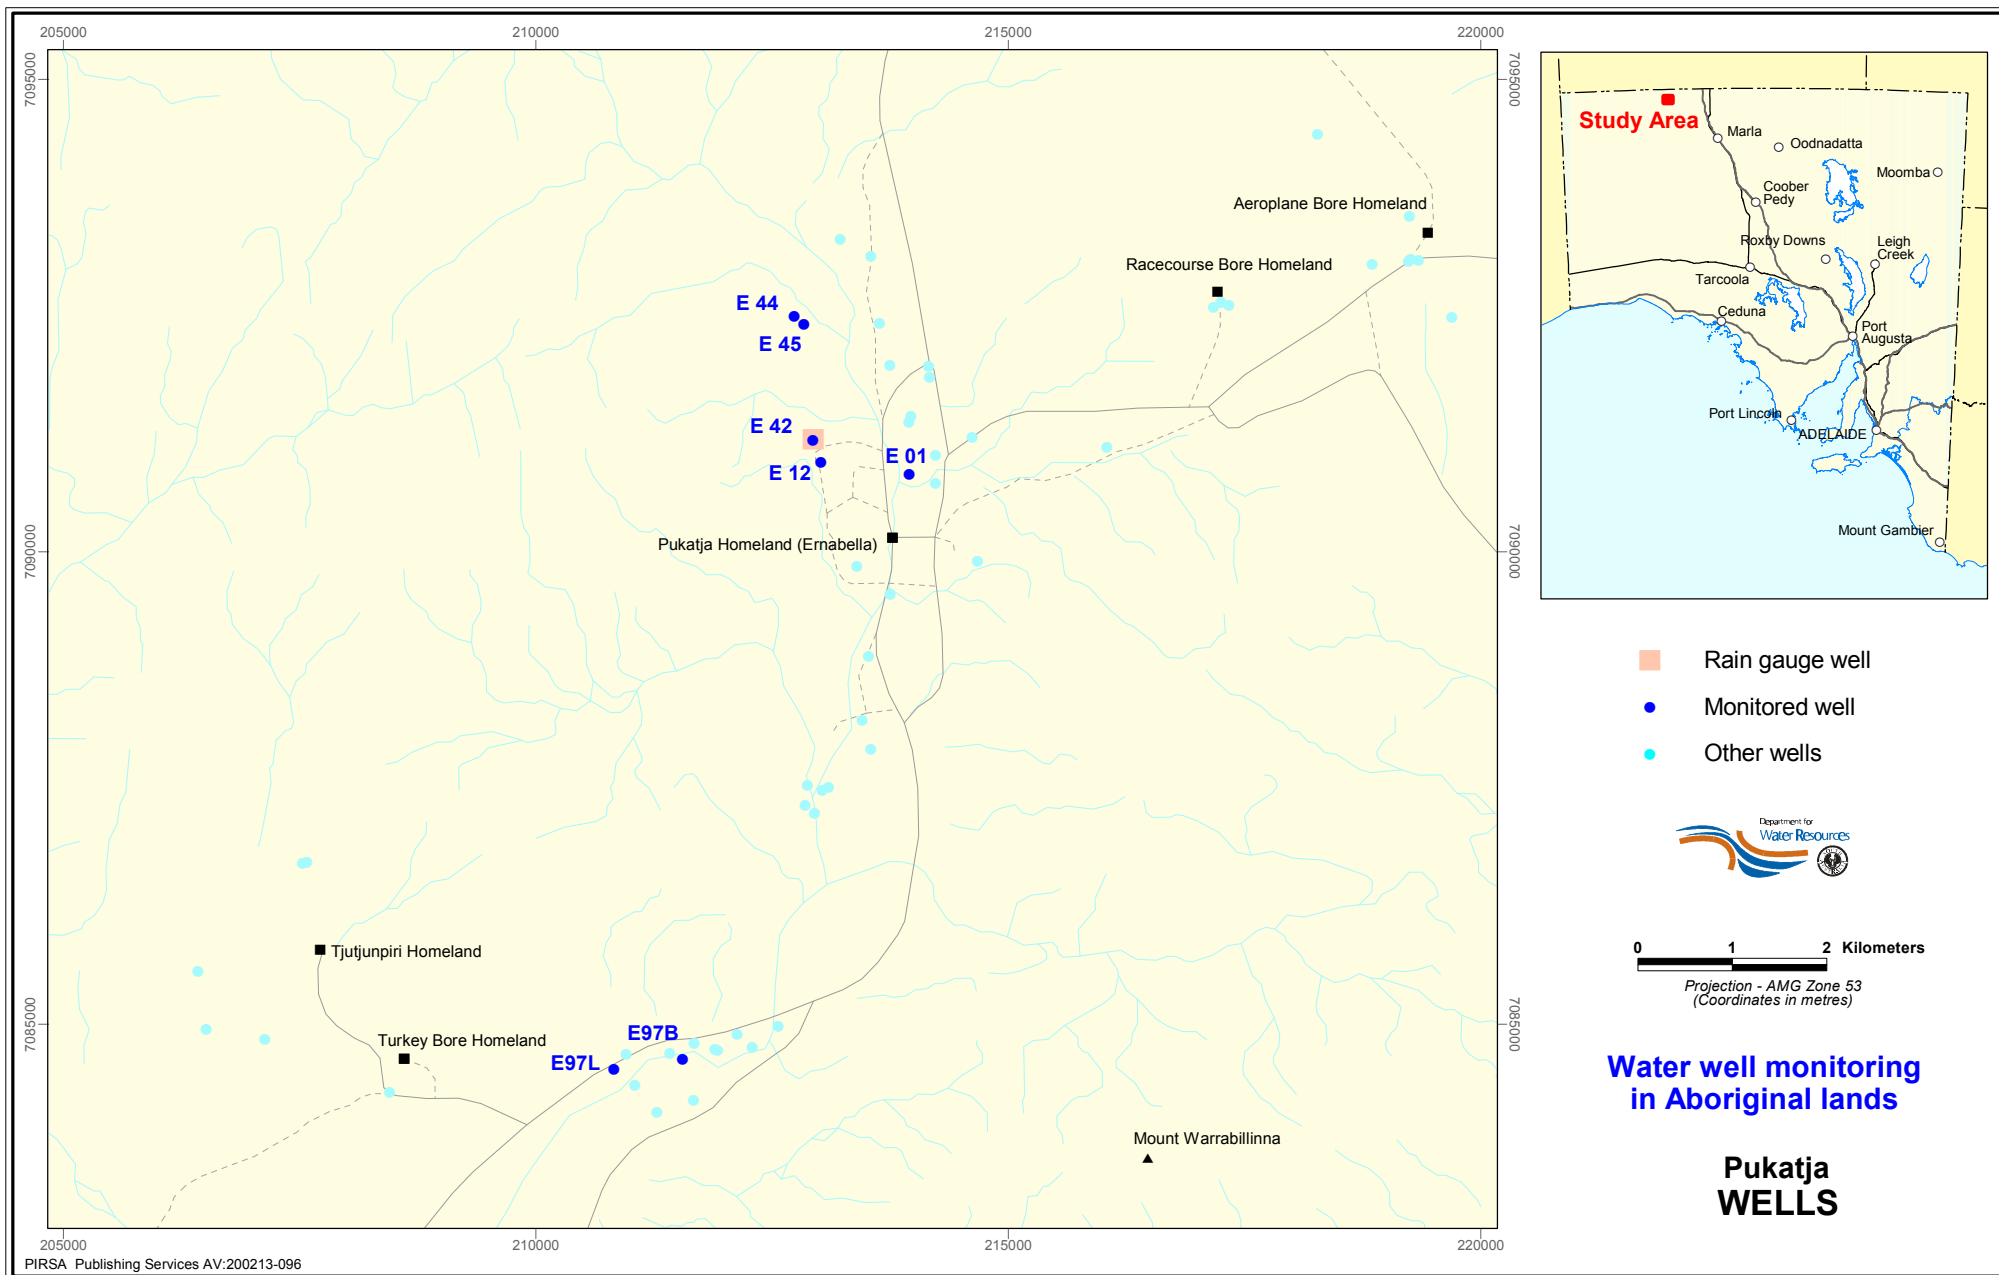 205000
210000
215000
220000
7095000
7095000
Study Area
Marla
Oodnadatta
Moomba
Coober
Pedy
Roxby Downs
Leigh
Creek
Tarcoola
Ceduna
Port
Augusta
Port Lincoln
ADELAIDE
Mount Gambier
Aeroplane Bore Homeland
Racecourse Bore Homeland
E 44
E 45
E 42
E 12
E 01
7090000
7090000
Pukatja Homeland (Ernabella)
Rain gauge well
Monitored well
Other wells
Department for
Water Resources
Tjutjunpiri Homeland
0 1 2 Kilometers
Projection - AMG Zone 53
(Coordinates in metres)
7085000
7085000
Turkey Bore Homeland
E97B
E97L
Water well monitoring
in Aboriginal lands
Mount Warrabillinna
Pukatja
WELLS
205000
210000
215000
220000
PIRSA Publishing Services AV:200213-096